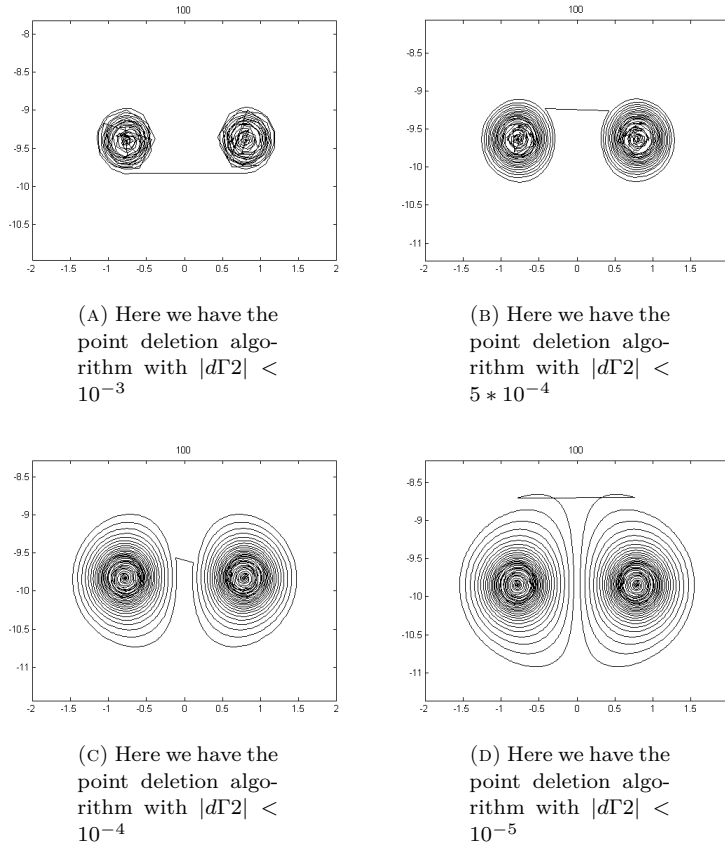 100
-8
-8.5
-9
-9.5
-10
-10.5
-2 -1.5 -1 -0.5 0 0.5 1 1.5 2
100
-8.5
-9
-9.5
-10
-10.5
-11
-2 -1.5 -1 -0.5 0 0.5 1 1.5 2
(A) Here we have the
point deletion algo-
rithm with |dΓ2| <
10⁻³
(B) Here we have the
point deletion algo-
rithm with |dΓ2| <
5 * 10⁻⁴
100
-8.5
-9
-9.5
-10
-10.5
-11
-2 -1.5 -1 -0.5 0 0.5 1 1.5 2
100
-8.5
-9
-9.5
-10
-10.5
-11
-2 -1.5 -1 -0.5 0 0.5 1 1.5 2
(C) Here we have the
point deletion algo-
rithm with |dΓ2| <
10⁻⁴
(D) Here we have the
point deletion algo-
rithm with |dΓ2| <
10⁻⁵